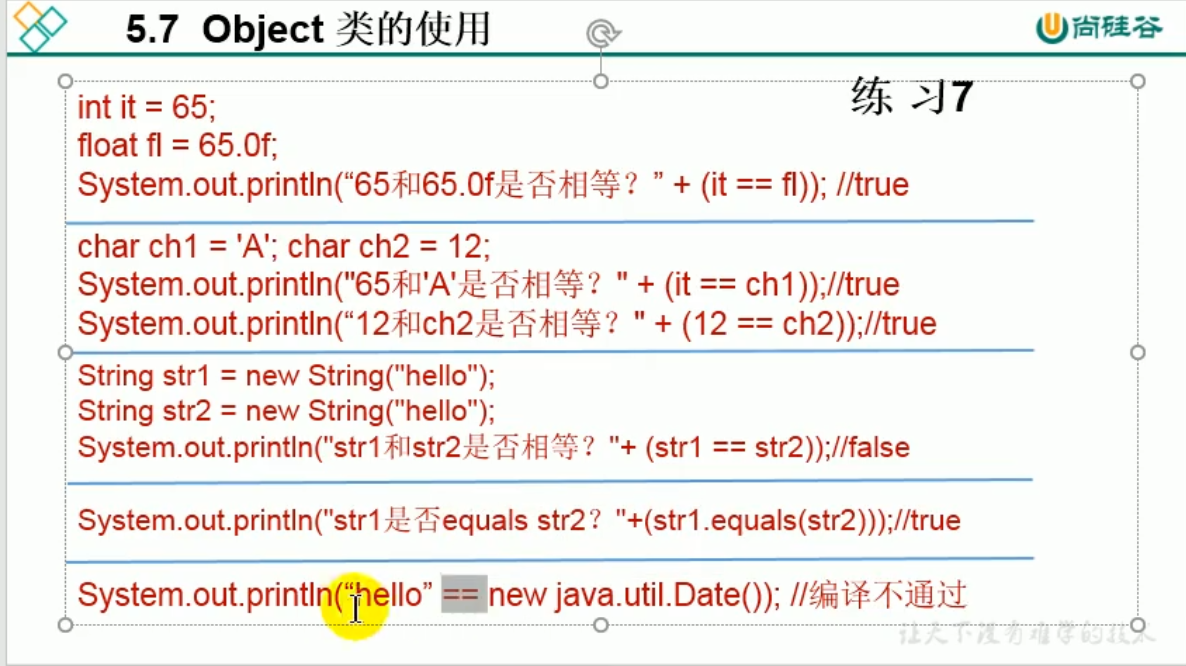 5.7 Object 类的使用
尚硅谷
练 习7
int it = 65;
float fl = 65.0f;
System.out.println(“65和65.0f是否相等？” + (it == fl)); //true
char ch1 = 'A'; char ch2 = 12;
System.out.println("65和'A'是否相等？" + (it == ch1));//true
System.out.println(“12和ch2是否相等？" + (12 == ch2));//true
String str1 = new String("hello");
String str2 = new String("hello");
System.out.println("str1和str2是否相等？"+ (str1 == str2));//false
System.out.println("str1是否equals str2？"+(str1.equals(str2)));//true
System.out.println(“hello” == new java.util.Date()); //编译不通过
让天下没有难学的技术